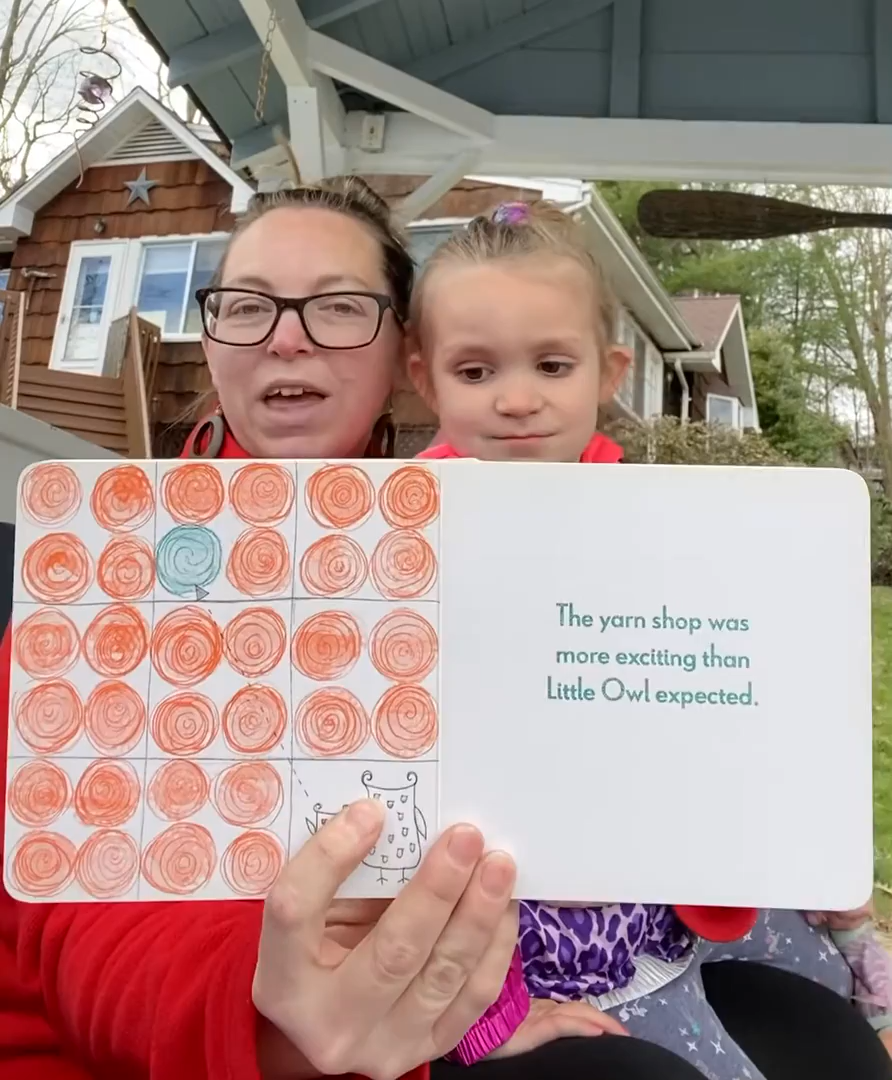 The yarn shop was
more exciting than
Little Owl expected.